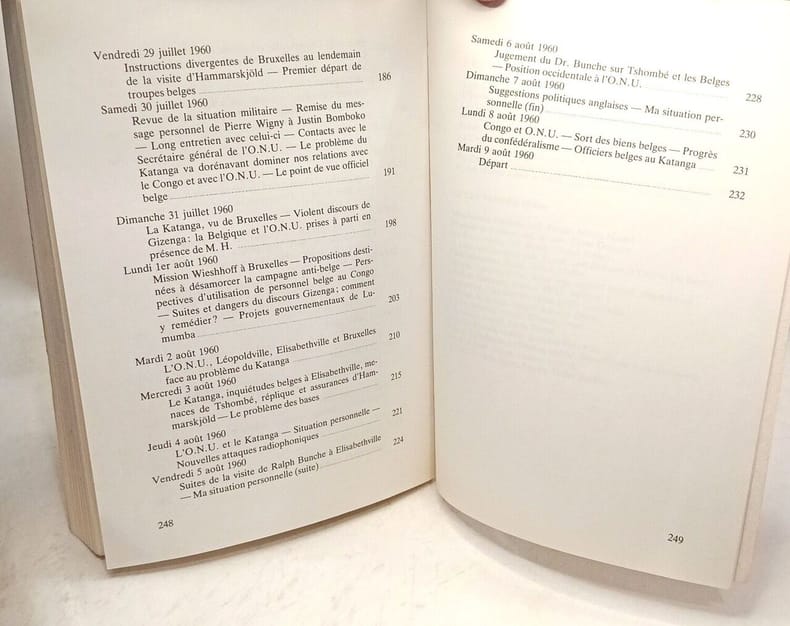 Vendredi 29 juillet 1960
Instructions divergentes de Bruxelles au lendemain
de la visite d'Hammarskjöld — Premier départ de
troupes belges 186
Samedi 30 juillet 1960
Revue de la situation militaire — Remise du mes-
sage personnel de Pierre Wigny à Justin Bomboko
— Long entretien avec celui-ci — Contacts avec le
Secrétaire général de l'O.N.U. — Le problème du
Katanga va dorénavant dominer nos relations avec
le Congo et avec l'O.N.U. — Le point de vue officiel
belge 191
Dimanche 31 juillet 1960
La Katanga, vu de Bruxelles — Violent discours de
Gizenga : la Belgique et l'O.N.U. prises à parti en
présence de M. H. 198
Lundi 1er août 1960
Mission Wieshhoff à Bruxelles — Propositions desti-
nées à désamorcer la campagne anti-belge — Pers-
pectives d'utilisation de personnel belge au Congo
— Suites et dangers du discours Gizenga; comment
y remédier? — Projets gouvernementaux de Lu-
mumba 203
Mardi 2 août 1960
L'O.N.U., Léopoldville, Elisabethville et Bruxelles
face au problème du Katanga 210
Mercredi 3 août 1960
Le Katanga, inquiétudes belges à Elisabethville, me-
naces de Tshombé, réplique et assurances d'Ham-
marskjöld — Le problème des bases 215
Jeudi 4 août 1960
L'O.N.U. et le Katanga — Situation personnelle —
Nouvelles attaques radiophoniques 221
Vendredi 5 août 1960
Suites de la visite de Ralph Bunche à Elisabethville
— Ma situation personnelle (suite) 224
248
Samedi 6 août 1960
Jugement du Dr. Bunche sur Tshombé et les Belges
— Position occidentale à l'O.N.U. 228
Dimanche 7 août 1960
Suggestions politiques anglaises — Ma situation per-
sonnelle (fin) 230
Lundi 8 août 1960
Congo et O.N.U. — Sort des biens belges — Progrès
du confédéralisme — Officiers belges au Katanga 231
Mardi 9 août 1960
Départ 232
249